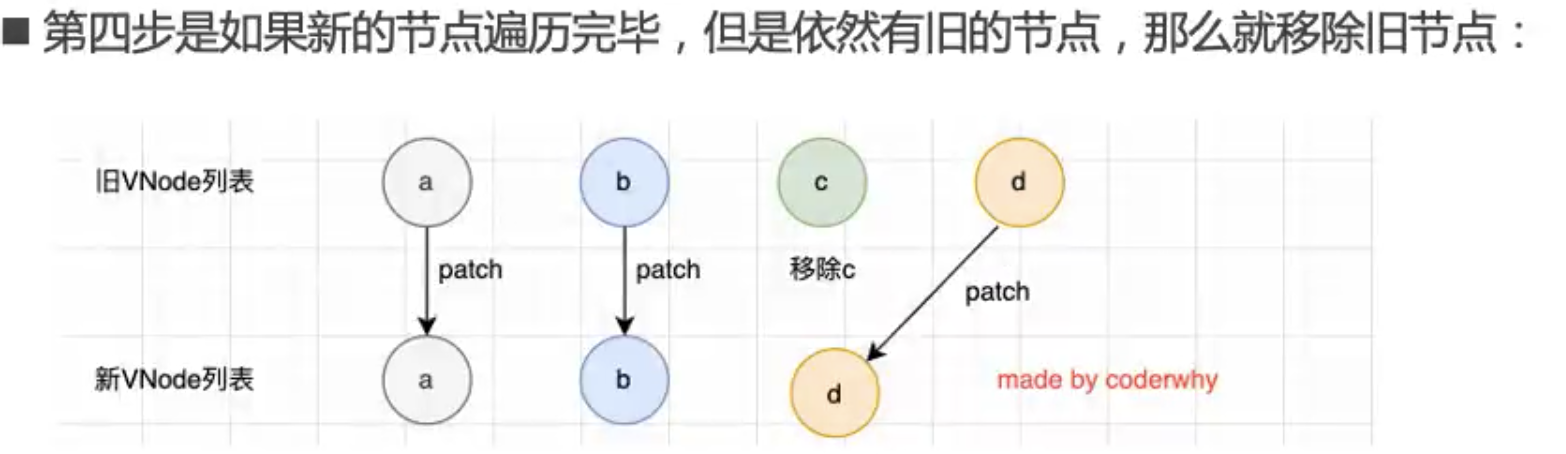 ■ 第四步是如果新的节点遍历完毕，但是依然有旧的节点，那么就移除旧节点：
旧VNode列表 a b c d
patch patch 移除c patch
新VNode列表 a b d made by coderwhy